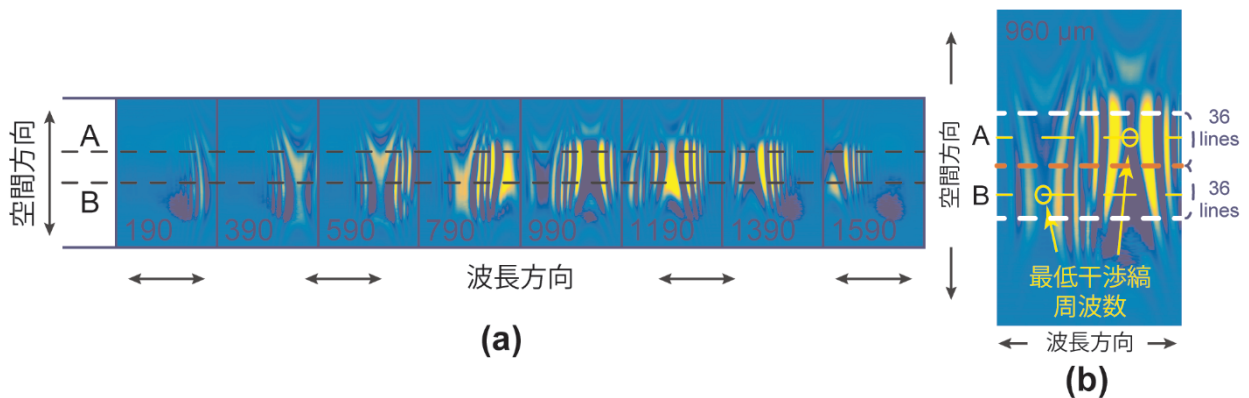 空間方向
A
B
190
390
590
790
990
1190
1390
1590
波長方向
(a)
960 μm
空間方向
A
B
36
lines
36
lines
最低干渉縞
周波数
波長方向
(b)